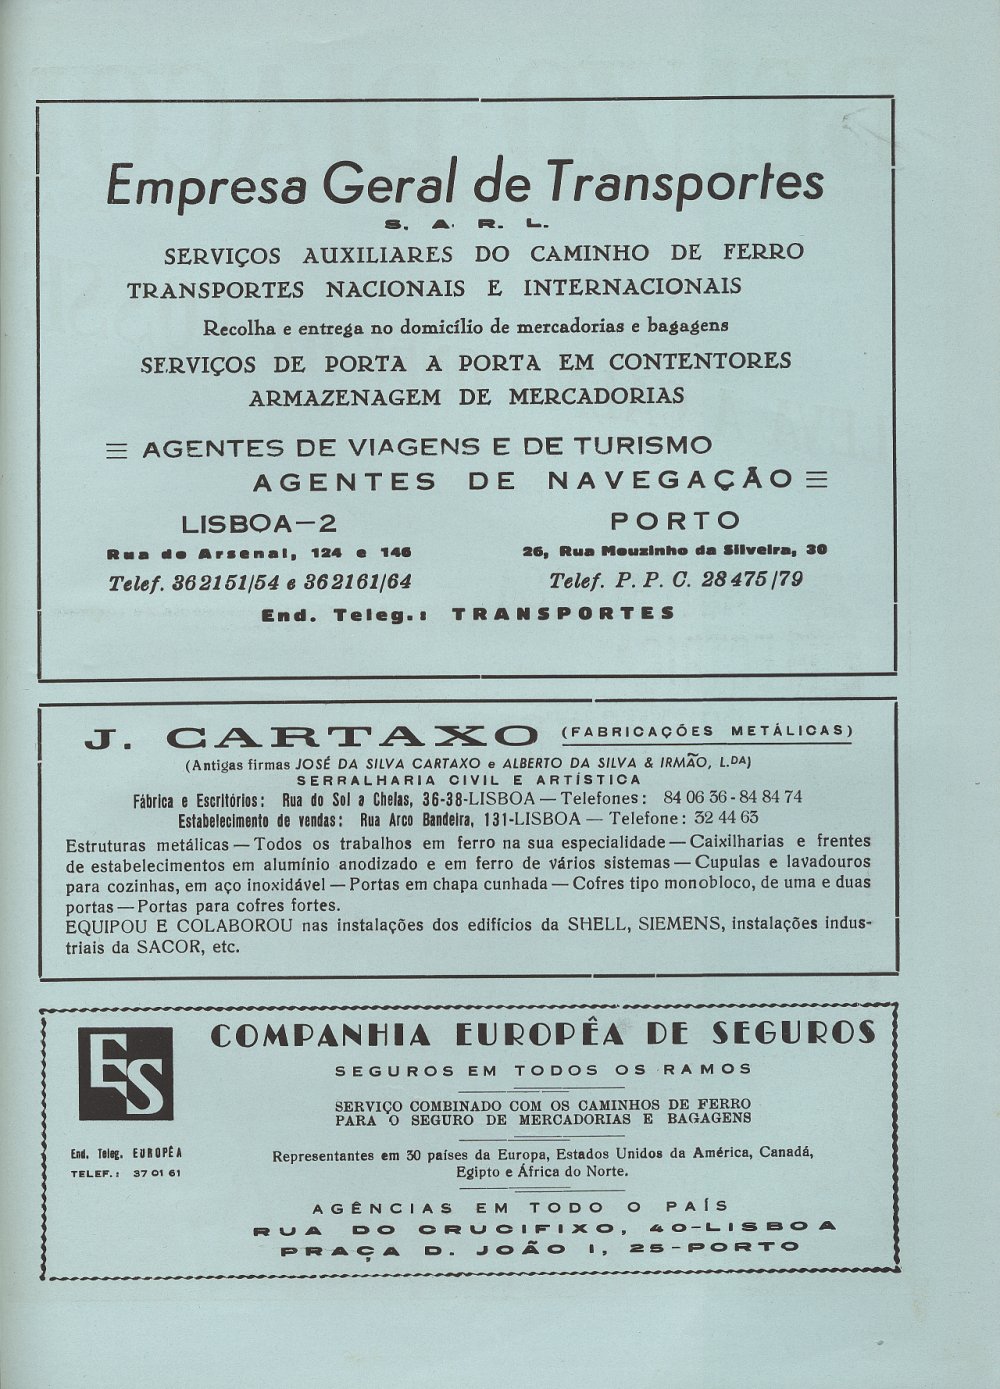 Empresa Geral de Transportes
S. A. R. L.
SERVIÇOS AUXILIARES DO CAMINHO DE FERRO
TRANSPORTES NACIONAIS E INTERNACIONAIS
Recolha e entrega no domicílio de mercadorias e bagagens
SERVIÇOS DE PORTA A PORTA EM CONTENTORES
ARMAZENAGEM DE MERCADORIAS
≡ AGENTES DE VIAGENS E DE TURISMO
AGENTES DE NAVEGAÇÃO ≡
LISBOA—2
Rua do Arsenal, 124 e 146
Telef. 362151/54 e 362161/64
PORTO
26, Rua Mouzinho da Silveira, 30
Telef. P. P. C. 28475/79
End. Teleg.: TRANSPORTES
J. CARTAXO (FABRICAÇÕES METÁLICAS)
(Antigas firmas JOSÉ DA SILVA CARTAXO e ALBERTO DA SILVA & IRMÃO, L.DA)
SERRALHARIA CIVIL E ARTÍSTICA
Fábrica e Escritórios: Rua do Sol a Chelas, 36-38-LISBOA — Telefones: 84 06 36 - 84 84 74
Estabelecimento de vendas: Rua Arco Bandeira, 131-LISBOA — Telefone: 32 44 63
Estruturas metálicas — Todos os trabalhos em ferro na sua especialidade — Caixilharias e frentes
de estabelecimentos em alumínio anodizado e em ferro de vários sistemas — Cupulas e lavadouros
para cozinhas, em aço inoxidável — Portas em chapa cunhada — Cofres tipo monobloco, de uma e duas
portas — Portas para cofres fortes.
EQUIPOU E COLABOROU nas instalações dos edifícios da SHELL, SIEMENS, instalações indus-
triais da SACOR, etc.
ES
End. Teleg. EUROPÊA
TELEF.: 37 01 61
COMPANHIA EUROPÊA DE SEGUROS
SEGUROS EM TODOS OS RAMOS
SERVIÇO COMBINADO COM OS CAMINHOS DE FERRO
PARA O SEGURO DE MERCADORIAS E BAGAGENS
Representantes em 30 países da Europa, Estados Unidos da América, Canadá,
Egipto e África do Norte.
AGÊNCIAS EM TODO O PAÍS
RUA DO CRUCIFIXO, 40-LISBOA
PRAÇA D. JOÃO I, 25-PORTO